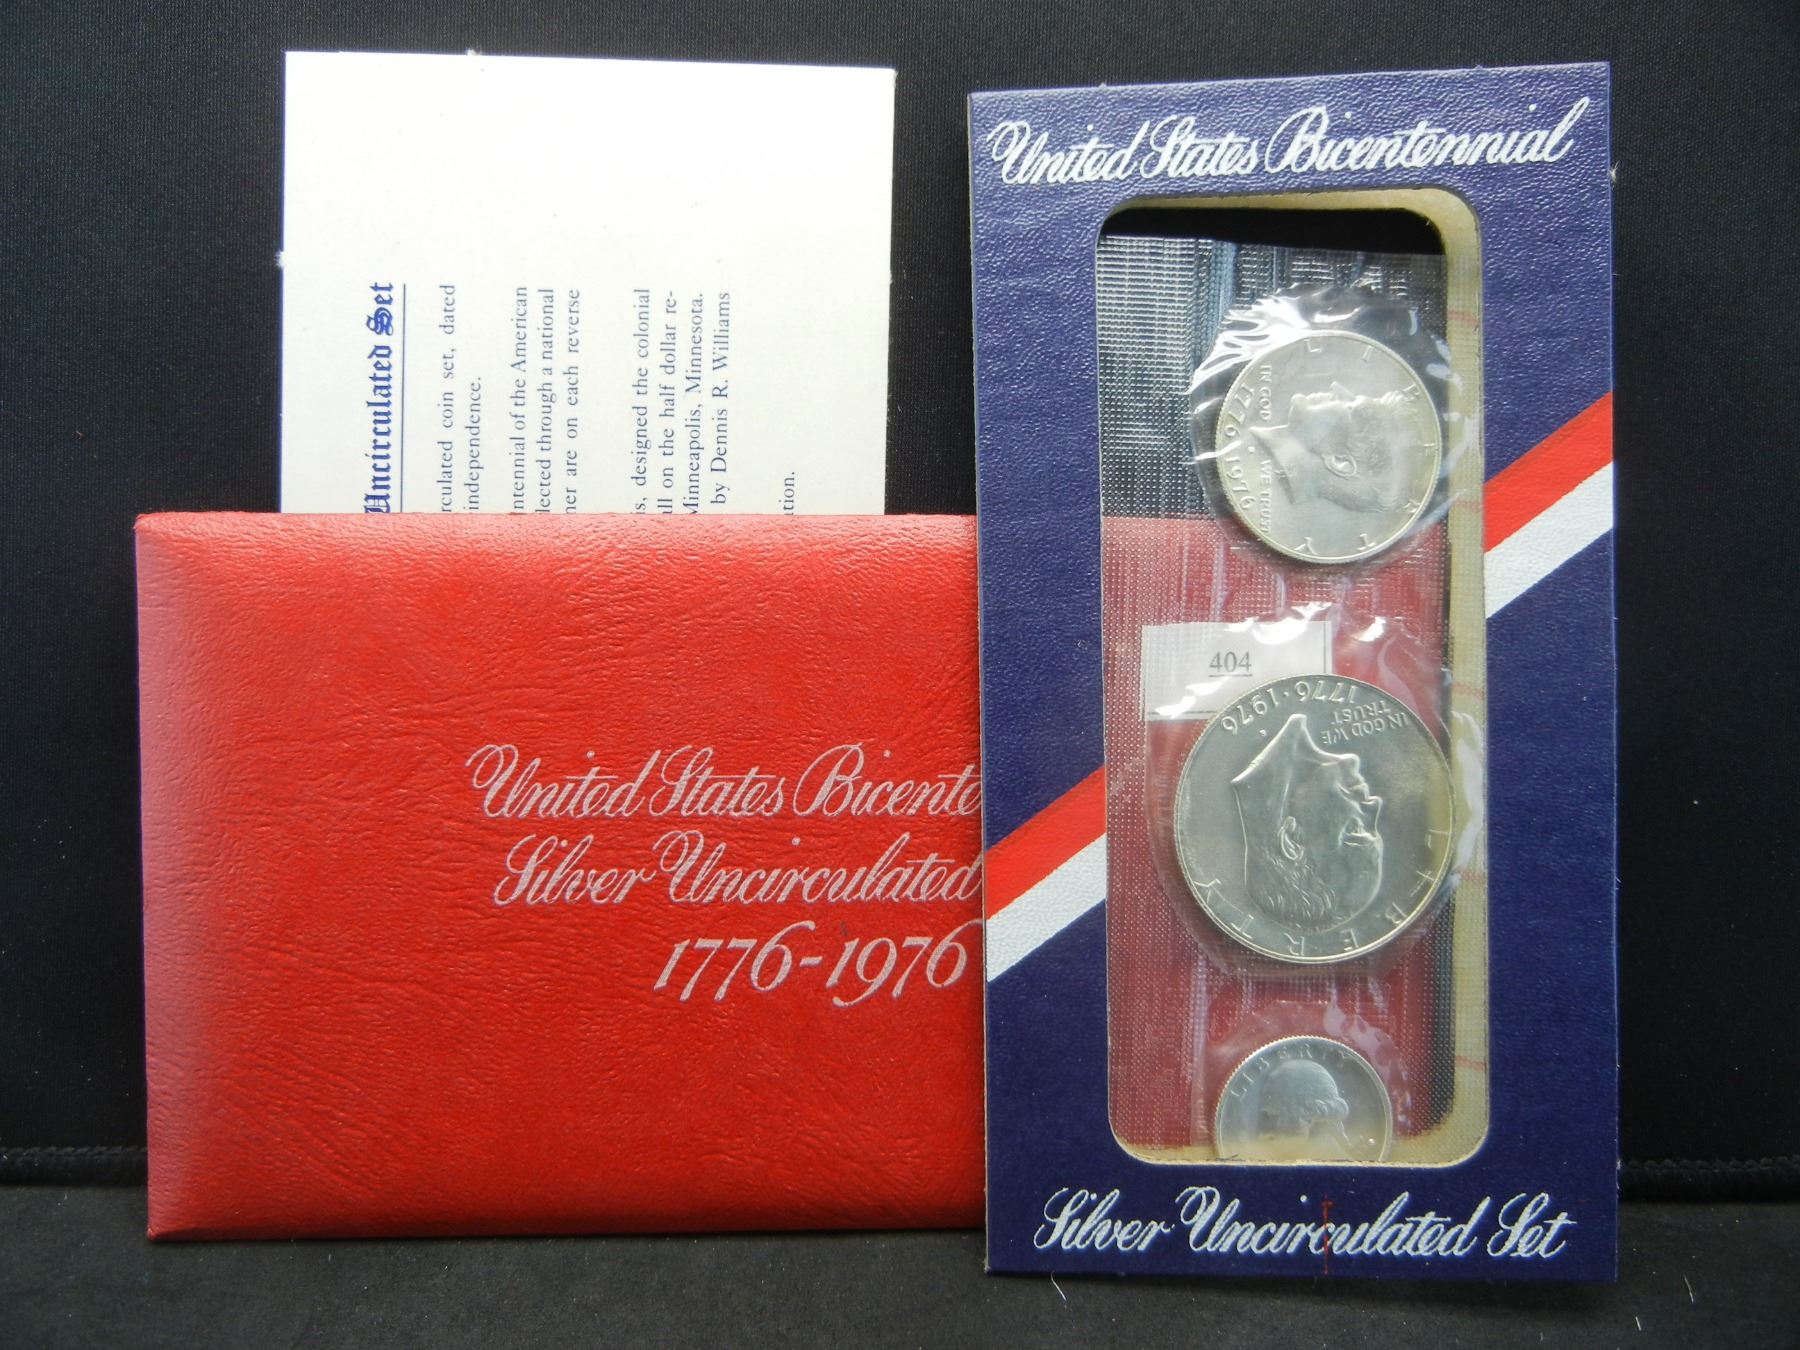 Uncirculated Set
rculated coin set, dated
independence.
ntennial of the American
lected through a national
ner are on each reverse
is, designed the colonial
all on the half dollar re-
Minneapolis, Minnesota.
by Dennis R. Williams
ation.
United States Bicente
Silver Uncirculated
1776-1976
United States Bicentennial
LIBERTY
IN GOD WE TRUST
1776 1976
404
1776·1976
IN GOD WE
TRUST
S
LIBERTY
LIBERTY
Silver Uncirculated Set